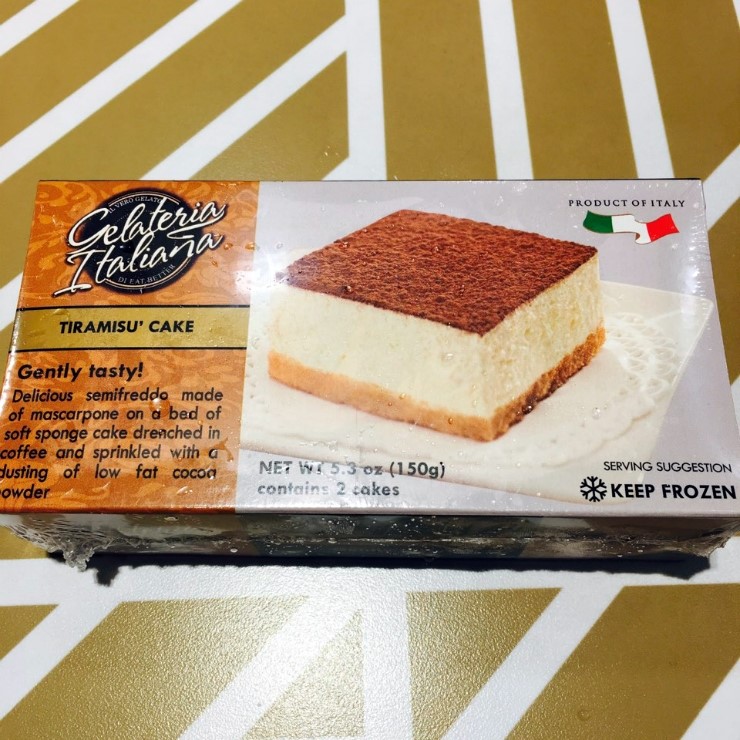 IL VERO GELATO
Gelateria
Italiana
DI EAT BETTER
PRODUCT OF ITALY
TIRAMISU' CAKE
Gently tasty!
Delicious semifreddo made
of mascarpone on a bed of
soft sponge cake drenched in
coffee and sprinkled with a
dusting of low fat cocoa
powder
NET WT 5.3 oz (150g)
contains 2 cakes
SERVING SUGGESTION
KEEP FROZEN